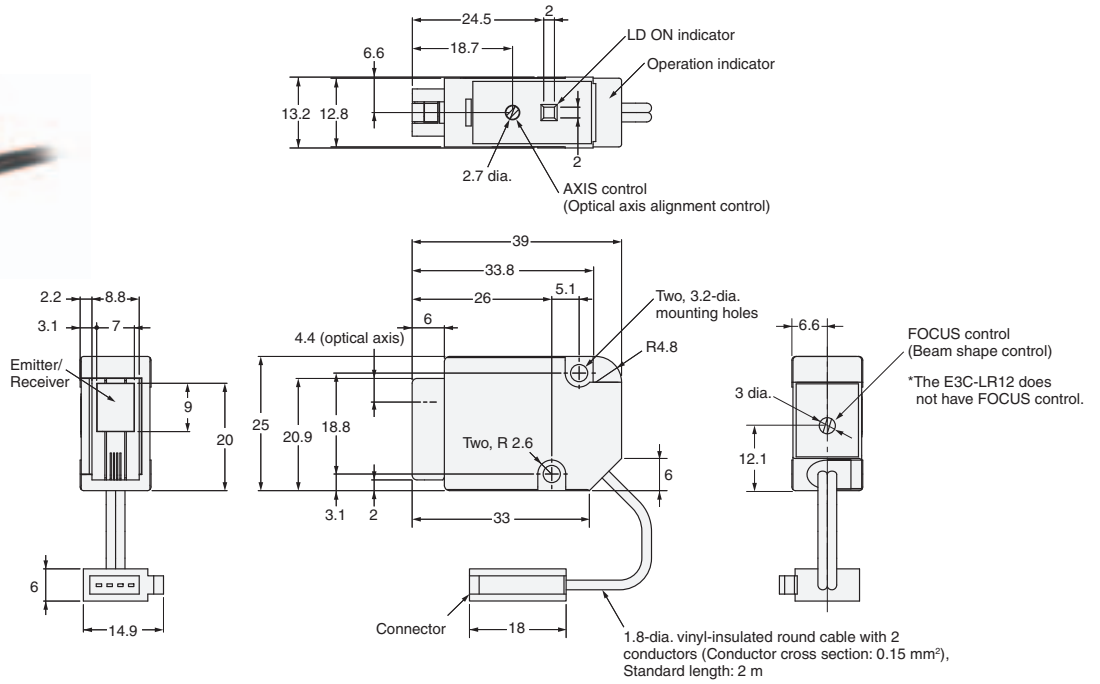 24.5
2
18.7
6.6
LD ON indicator
Operation indicator
13.2
12.8
2
2.7 dia.
AXIS control
(Optical axis alignment control)
39
33.8
26
5.1
6
Two, 3.2-dia.
mounting holes
R4.8
4.4 (optical axis)
25
20.9
18.8
Two, R 2.6
6
3.1
2
33
2.2
8.8
3.1
7
Emitter/
Receiver
9
20
6
14.9
6.6
FOCUS control
(Beam shape control)
*The E3C-LR12 does
not have FOCUS control.
3 dia.
12.1
Connector
18
1.8-dia. vinyl-insulated round cable with 2
conductors (Conductor cross section: 0.15 mm²),
Standard length: 2 m